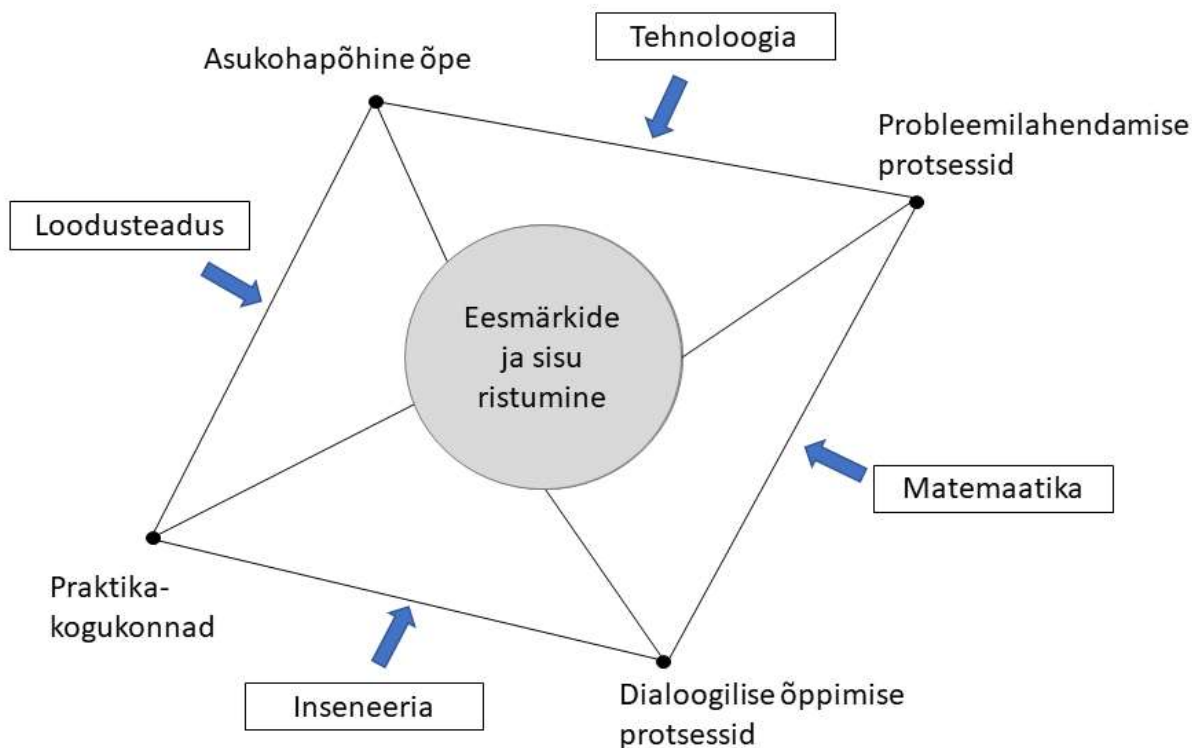 Tehnoloogia
Asukohapõhine õpe
Probleemilahendamise
protsessid
Loodusteadus
Eesmärkide
ja sisu
ristumine
Matemaatika
Praktika-
kogukonnad
Inseneeria
Dialoogilise õppimise
protsessid